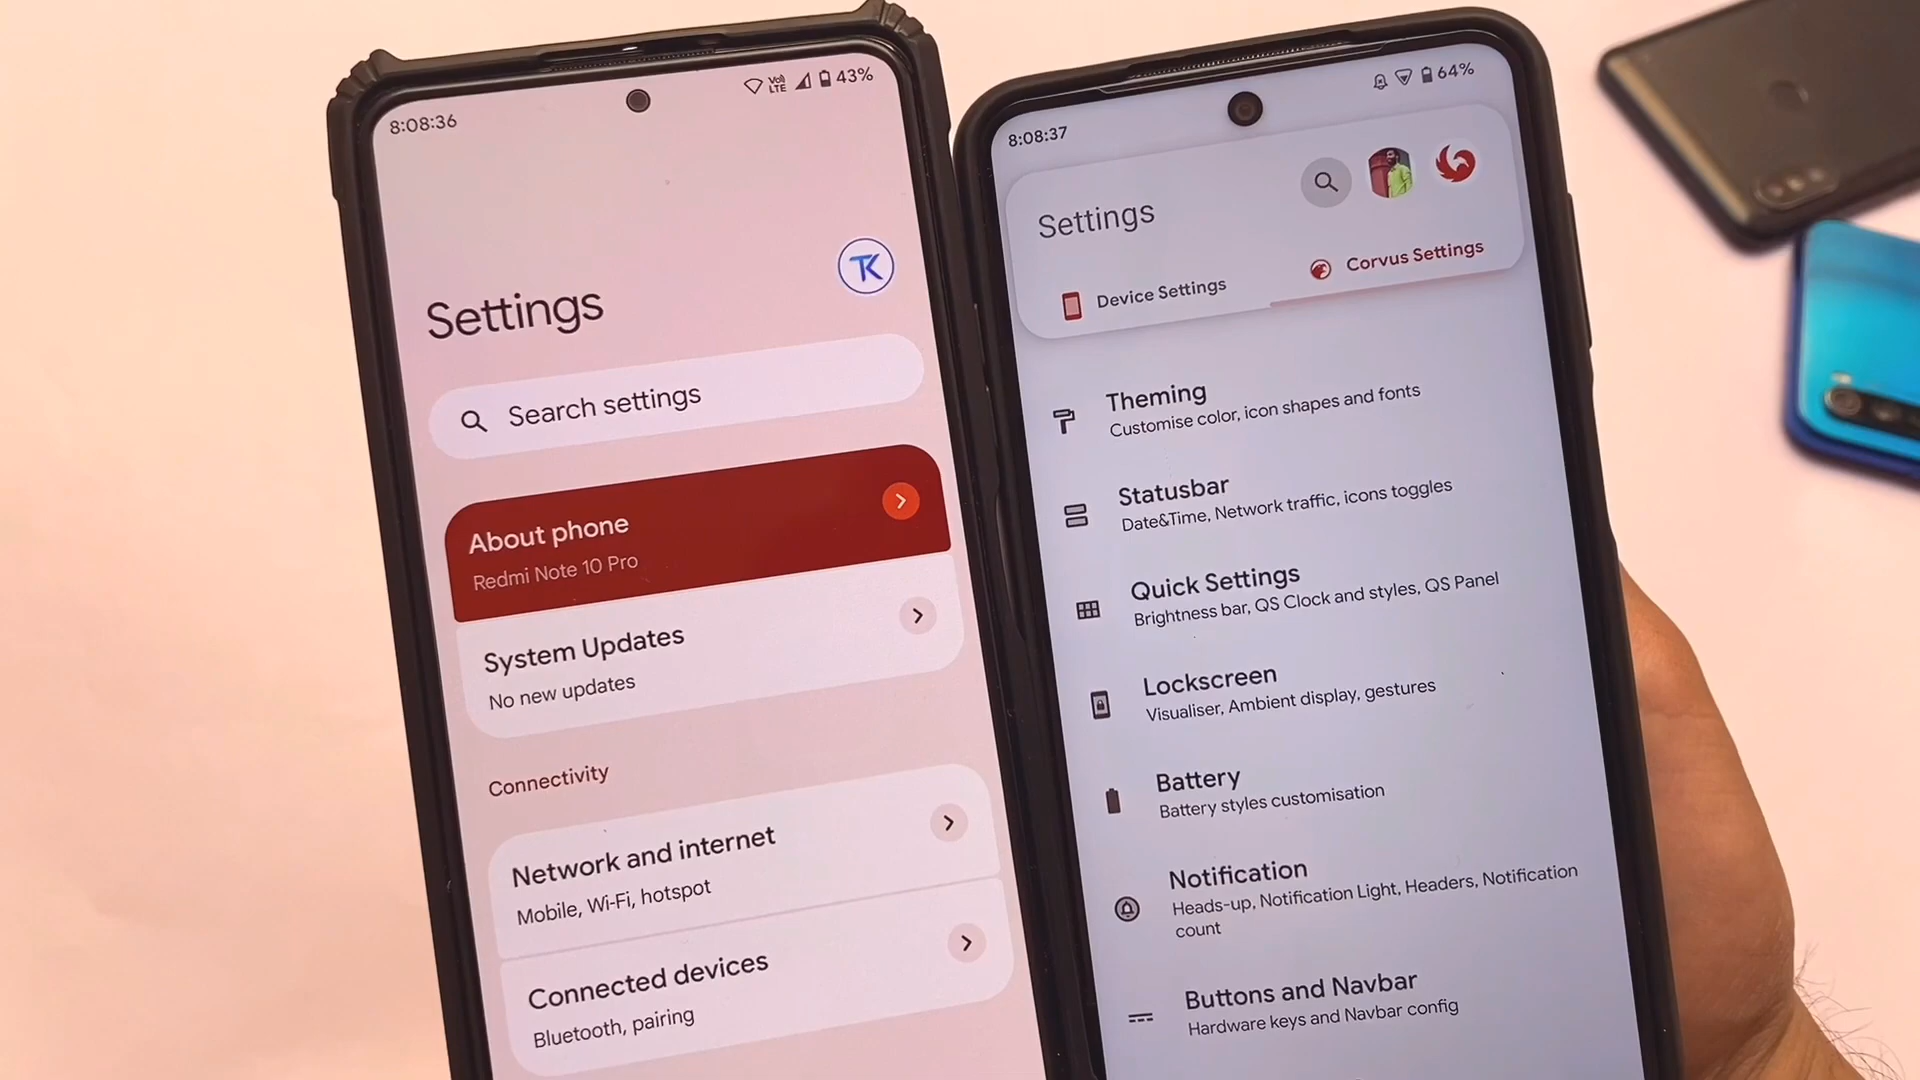 8:08:36
Vo))
LTE
43%
TK
Settings
Search settings
About phone
Redmi Note 10 Pro
System Updates
No new updates
Connectivity
Network and internet
Mobile, Wi-Fi, hotspot
Connected devices
Bluetooth, pairing
8:08:37
64%
Settings
Device Settings
Corvus Settings
Theming
Customise color, icon shapes and fonts
Statusbar
Date&Time, Network traffic, icons toggles
Quick Settings
Brightness bar, QS Clock and styles, QS Panel
Lockscreen
Visualiser, Ambient display, gestures
Battery
Battery styles customisation
Notification
Heads-up, Notification Light, Headers, Notification
count
Buttons and Navbar
Hardware keys and Navbar config